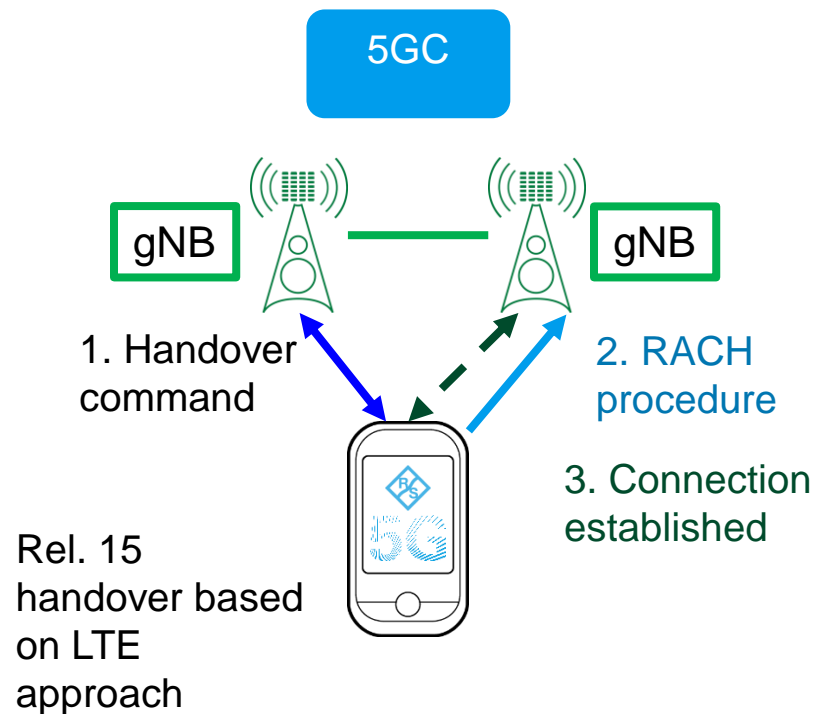 5GC
gNB
gNB
1. Handover
command
2. RACH
procedure
3. Connection
established
R S
5G
Rel. 15
handover based
on LTE
approach